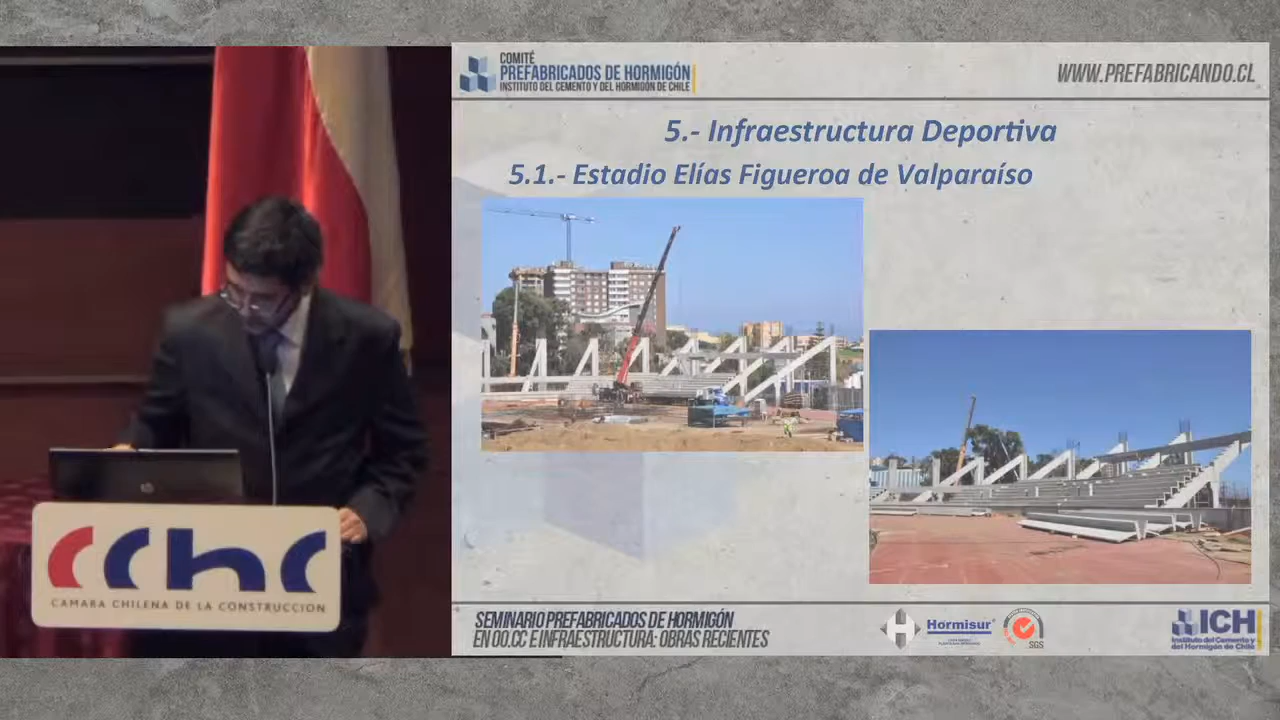 COMITÉ
PREFABRICADOS DE HORMIGÓN
INSTITUTO DEL CEMENTO Y DEL HORMIGÓN DE CHILE
WWW.PREFABRICANDO.CL
5.- Infraestructura Deportiva
5.1.- Estadio Elías Figueroa de Valparaíso
CChC
CAMARA CHILENA DE LA CONSTRUCCION
SEMINARIO PREFABRICADOS DE HORMIGÓN
EN OO.CC E INFRAESTRUCTURA: OBRAS RECIENTES
H
Hormisur
SGS
ICH
Instituto del Cemento y
del Hormigón de Chile